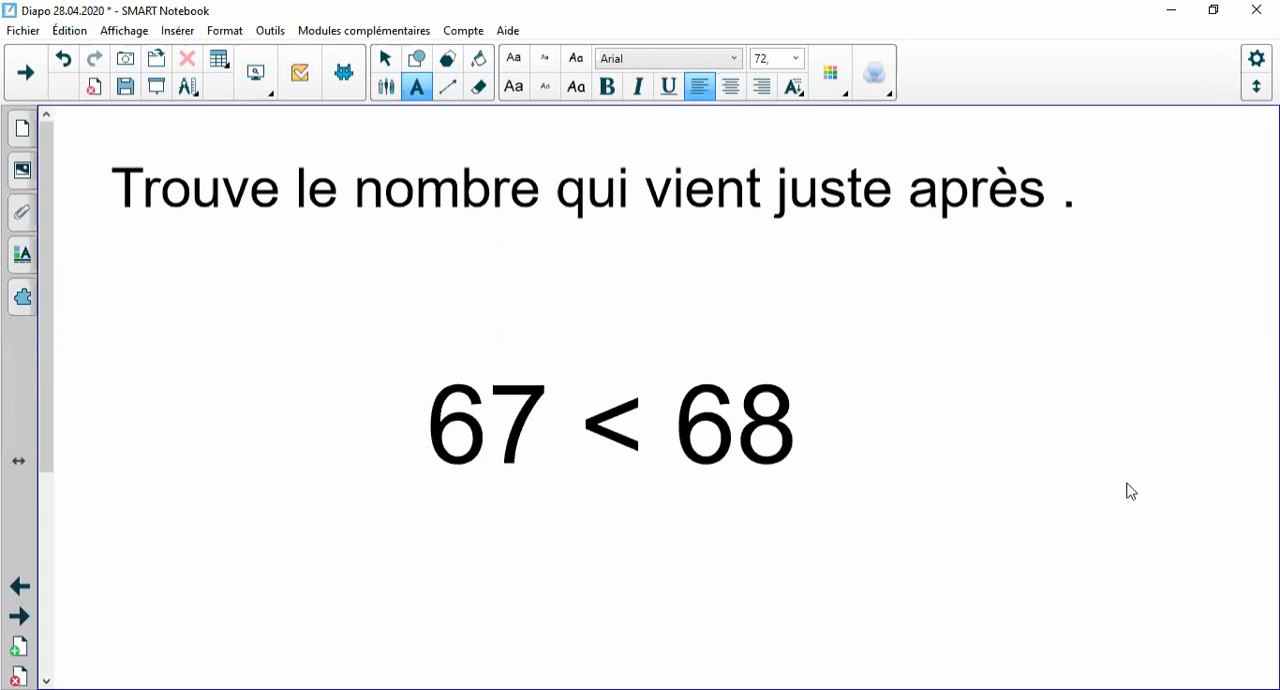 Diapo 28.04.2020 * - SMART Notebook
Fichier Édition Affichage Insérer Format Outils Modules complémentaires Compte Aide
Aa Aa Aa Arial 72,
A Aa Aa Aa B I U A
Trouve le nombre qui vient juste après .
67 < 68